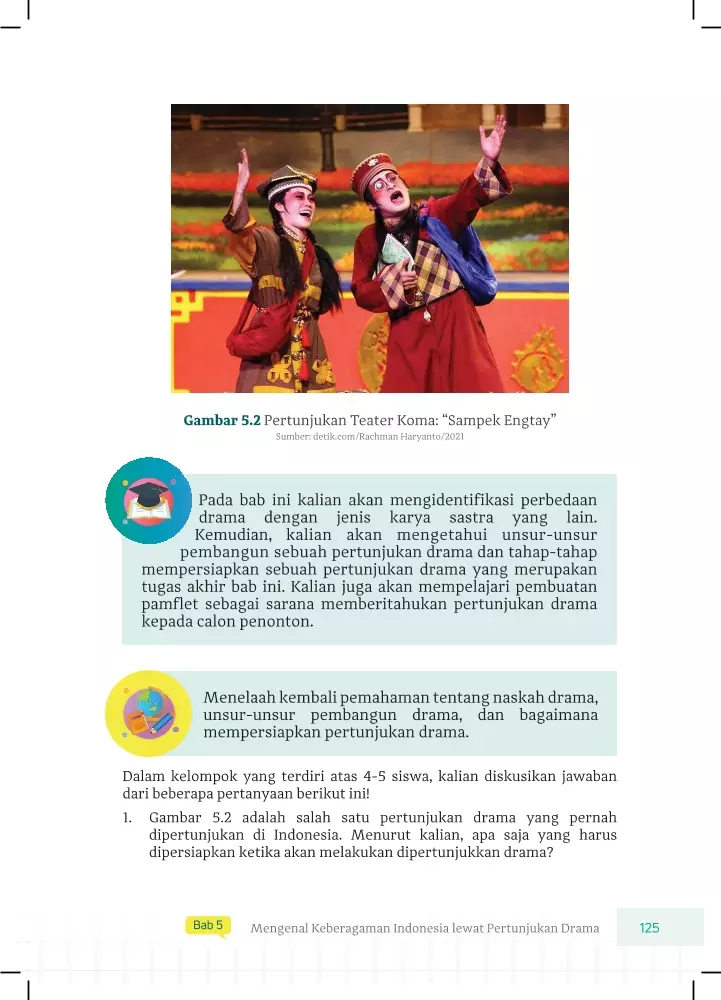 Gambar 5.2 Pertunjukan Teater Koma: “Sampek Engtay”
Sumber: detik.com/Rachman Haryanto/2021
Pada bab ini kalian akan mengidentifikasi perbedaan
drama dengan jenis karya sastra yang lain.
Kemudian, kalian akan mengetahui unsur-unsur
pembangun sebuah pertunjukan drama dan tahap-tahap
mempersiapkan sebuah pertunjukan drama yang merupakan
tugas akhir bab ini. Kalian juga akan mempelajari pembuatan
pamflet sebagai sarana memberitahukan pertunjukan drama
kepada calon penonton.
Menelaah kembali pemahaman tentang naskah drama,
unsur-unsur pembangun drama, dan bagaimana
mempersiapkan pertunjukan drama.
Dalam kelompok yang terdiri atas 4-5 siswa, kalian diskusikan jawaban
dari beberapa pertanyaan berikut ini!
1. Gambar 5.2 adalah salah satu pertunjukan drama yang pernah
dipertunjukan di Indonesia. Menurut kalian, apa saja yang harus
dipersiapkan ketika akan melakukan dipertunjukkan drama?
Bab 5 Mengenal Keberagaman Indonesia lewat Pertunjukan Drama 125